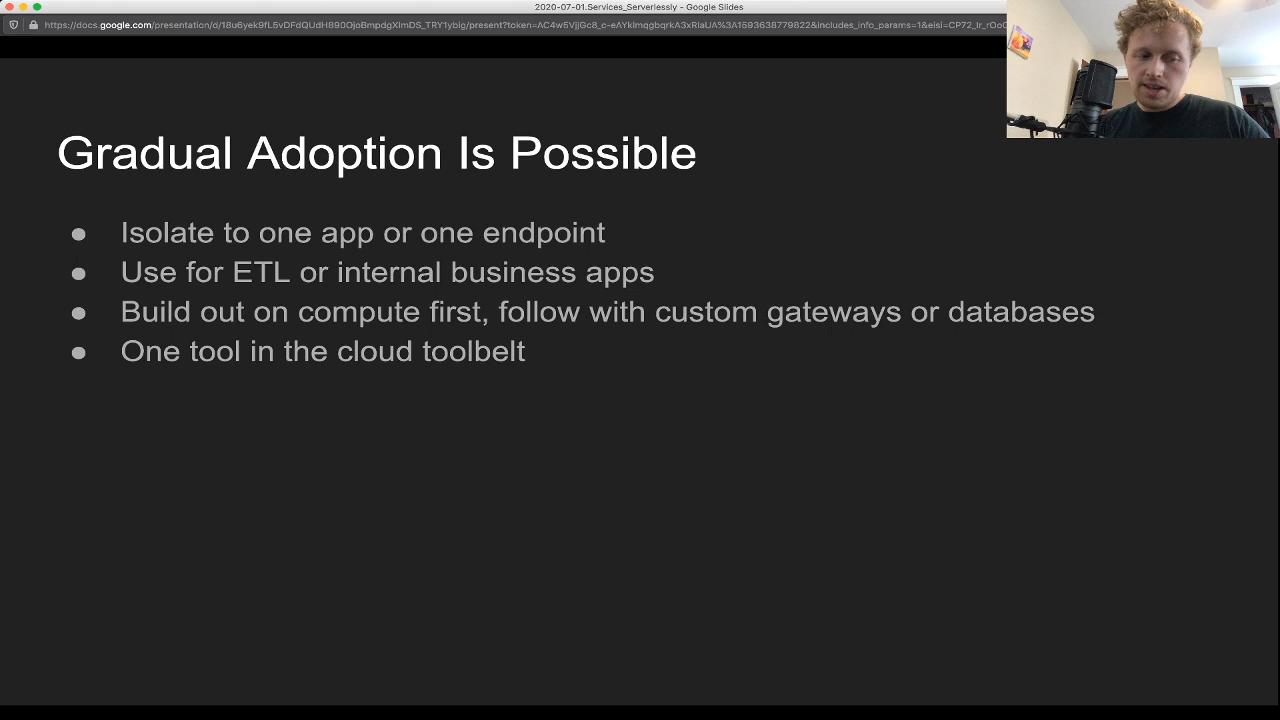 2020-07-01.Services_Serverlessly - Google Slides
Gradual Adoption Is Possible
● Isolate to one app or one endpoint
● Use for ETL or internal business apps
● Build out on compute first, follow with custom gateways or databases
● One tool in the cloud toolbelt